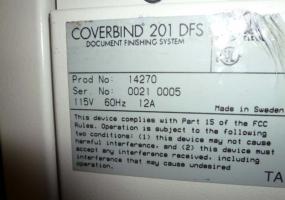 COVERBIND 201 DFS
DOCUMENT FINISHING SYSTEM
Prod No: 14270
Ser. No: 0021 0005
115V 60Hz 12A
Made in Sweden
This device complies with Part 15 of the FCC
Rules. Operation is subject to the following
two conditions: (1) this device may not cause
harmful interference, and (2) this device must
accept any interference received, including
interference that may cause undesired
operation.
TA